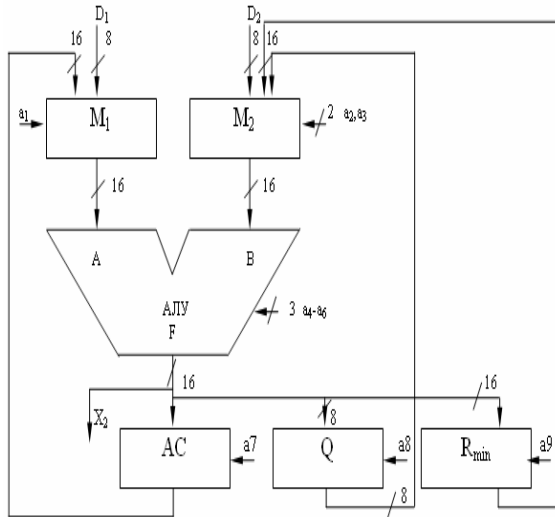 D₁ D₂
16 8 8 16
a₁ M₁ M₂ 2 a₂,a₃
16 16
A B
АЛУ
F
3 a₄-a₆
16 16
X₂ 8
AC a7 Q a8 Rmin a9
8